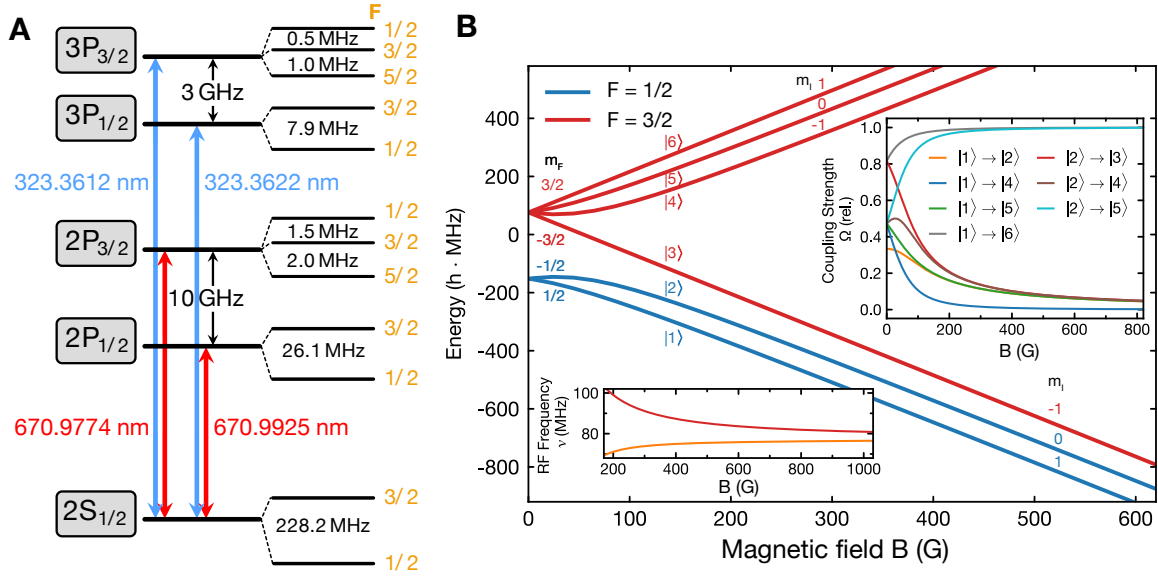 A
F
3P3/2
0.5 MHz
1.0 MHz
1/2
3/2
5/2
3 GHz
3P1/2
7.9 MHz
3/2
1/2
323.3612 nm
323.3622 nm
2P3/2
1.5 MHz
2.0 MHz
1/2
3/2
5/2
10 GHz
2P1/2
26.1 MHz
3/2
1/2
670.9774 nm
670.9925 nm
2S1/2
228.2 MHz
3/2
1/2
B
Energy (h · MHz)
400
200
0
-200
-400
-600
-800
0
100
200
300
400
500
600
Magnetic field B (G)
F = 1/2
F = 3/2
mF
3/2
-3/2
-1/2
1/2
|6⟩
|5⟩
|4⟩
|3⟩
|2⟩
|1⟩
mI
1
0
-1
mI
-1
0
1
Coupling Strength
Ω (rel.)
1.0
0.8
0.6
0.4
0.2
0.0
0
200
400
600
800
B (G)
|1⟩ → |2⟩
|1⟩ → |4⟩
|1⟩ → |5⟩
|1⟩ → |6⟩
|2⟩ → |3⟩
|2⟩ → |4⟩
|2⟩ → |5⟩
RF Frequency
ν (MHz)
100
80
200
400
600
800
1000
B (G)